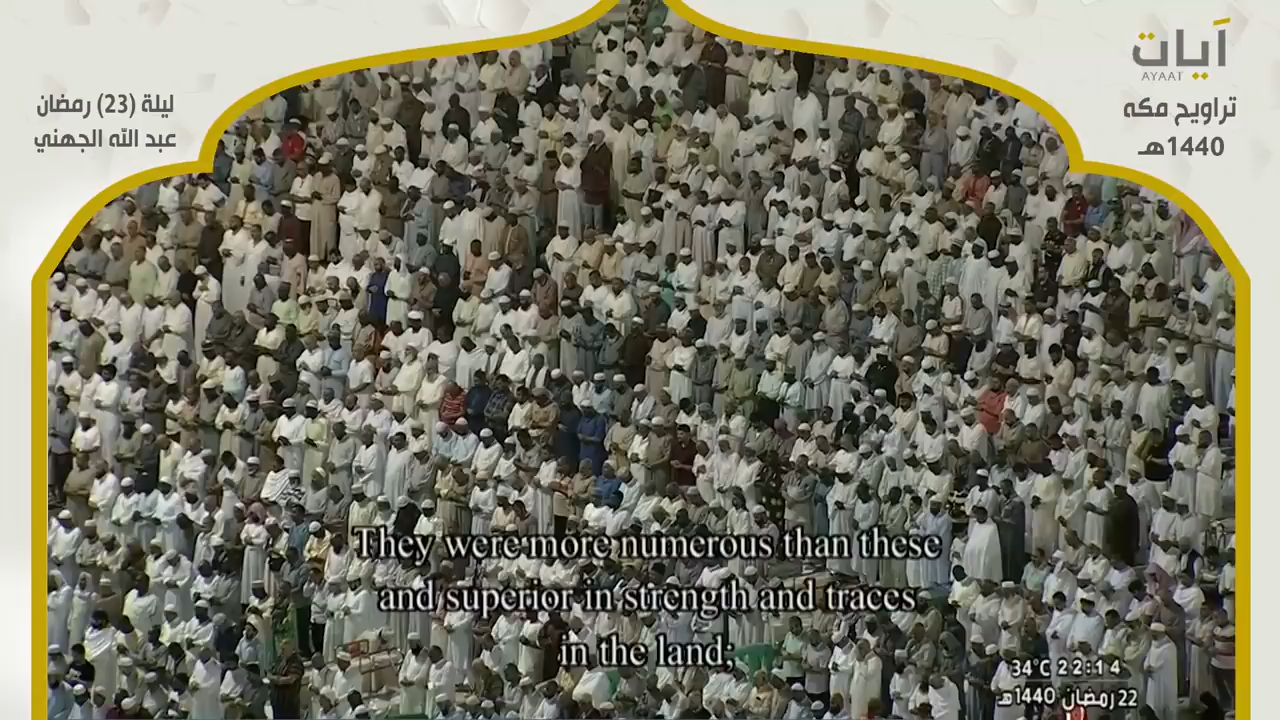 آيات
AYAAT
تراويح مكه
1440هـ
ليلة (23) رمضان
عبد الله الجهني
They were more numerous than these
and superior in strength and traces
in the land;
34°C 22:14
22 رمضان 1440هـ